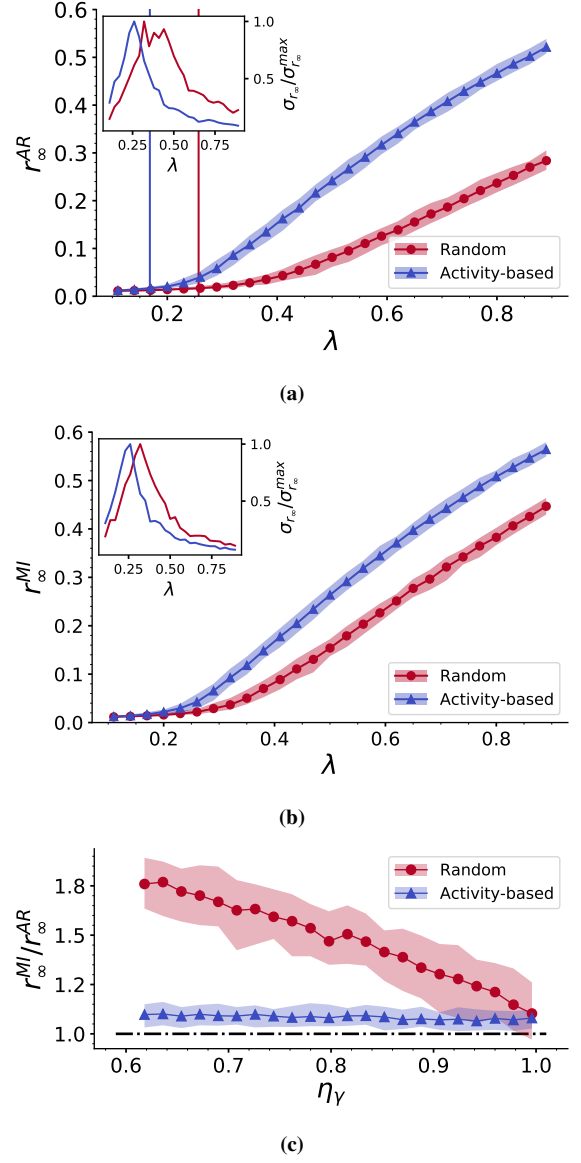 0.6
0.5
0.4
0.3
0.2
0.1
0.0
r∞^AR
1.0
0.5
σr∞/σr∞^max
0.25 0.50 0.75
λ
Random
Activity-based
0.2 0.4 0.6 0.8
λ
(a)
0.6
0.5
0.4
0.3
0.2
0.1
0.0
r∞^MI
1.0
0.5
σr∞/σr∞^max
0.25 0.50 0.75
λ
Random
Activity-based
0.2 0.4 0.6 0.8
λ
(b)
1.8
1.5
1.2
1.0
r∞^MI/r∞^AR
Random
Activity-based
0.6 0.7 0.8 0.9 1.0
ηγ
(c)